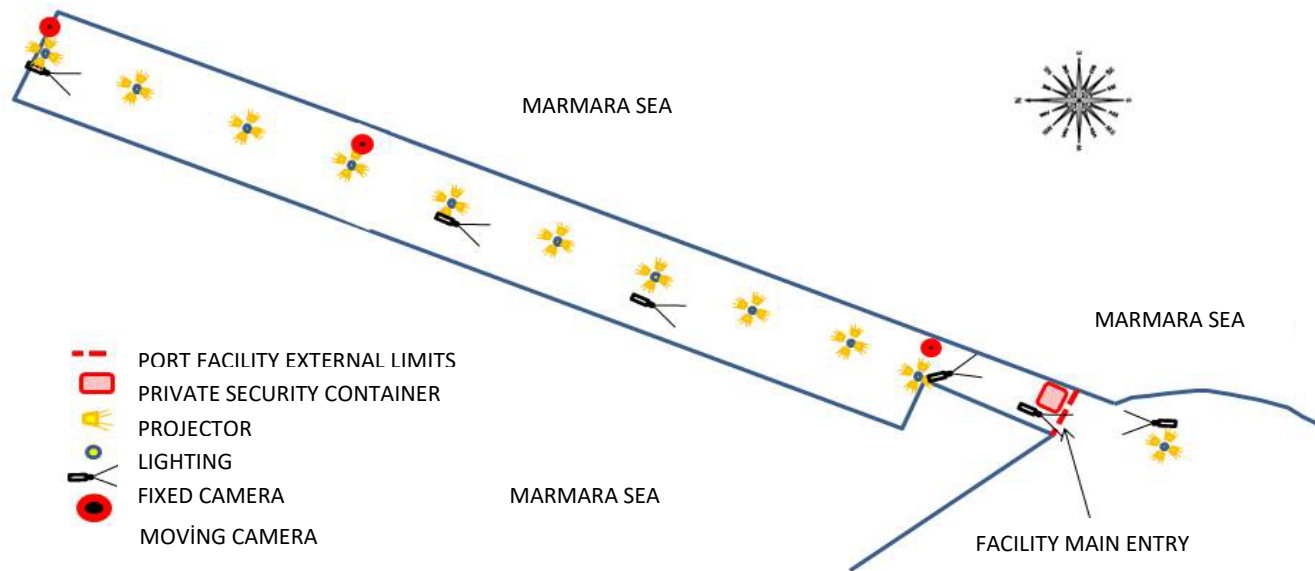 MARMARA SEA
MARMARA SEA
PORT FACILITY EXTERNAL LIMITS
PRIVATE SECURITY CONTAINER
PROJECTOR
LIGHTING
FIXED CAMERA
MOVİNG CAMERA
MARMARA SEA
FACILITY MAIN ENTRY